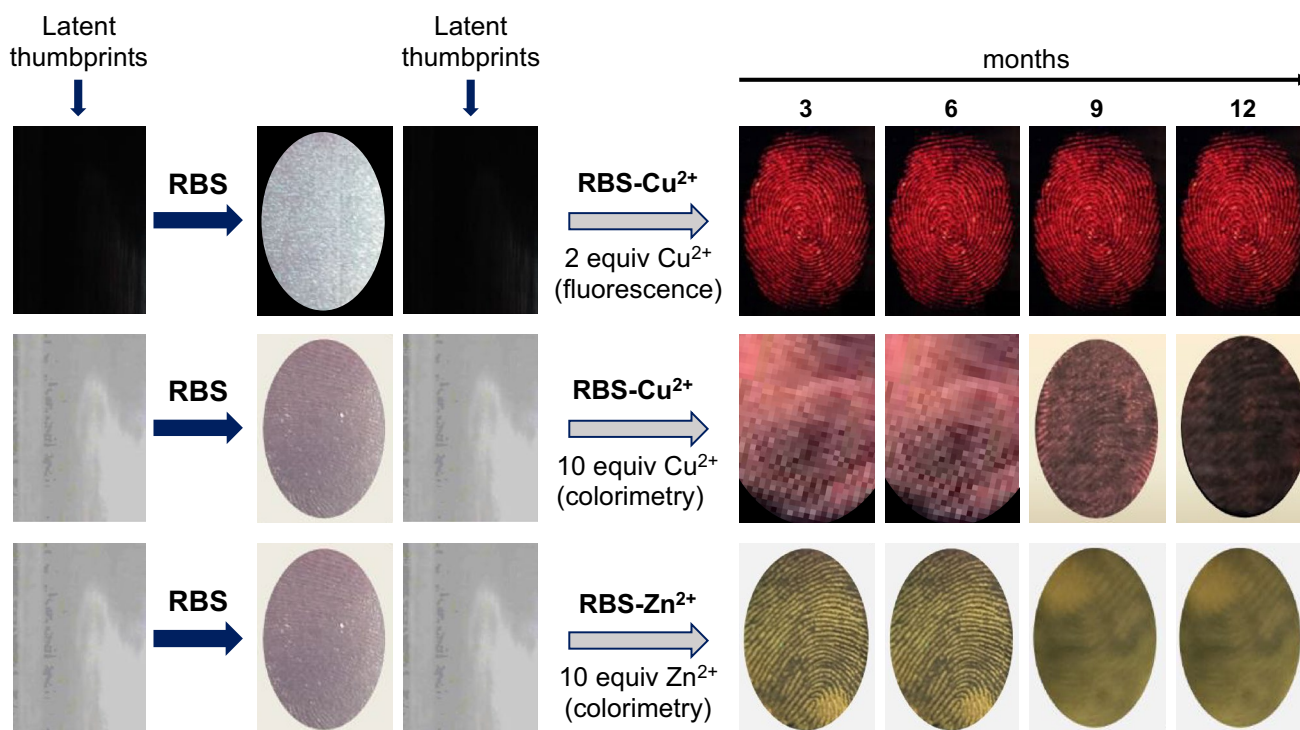 Latent
thumbprints
Latent
thumbprints
months
3 6 9 12
RBS
RBS-Cu²⁺
2 equiv Cu²⁺
(fluorescence)
RBS
RBS-Cu²⁺
10 equiv Cu²⁺
(colorimetry)
RBS
RBS-Zn²⁺
10 equiv Zn²⁺
(colorimetry)